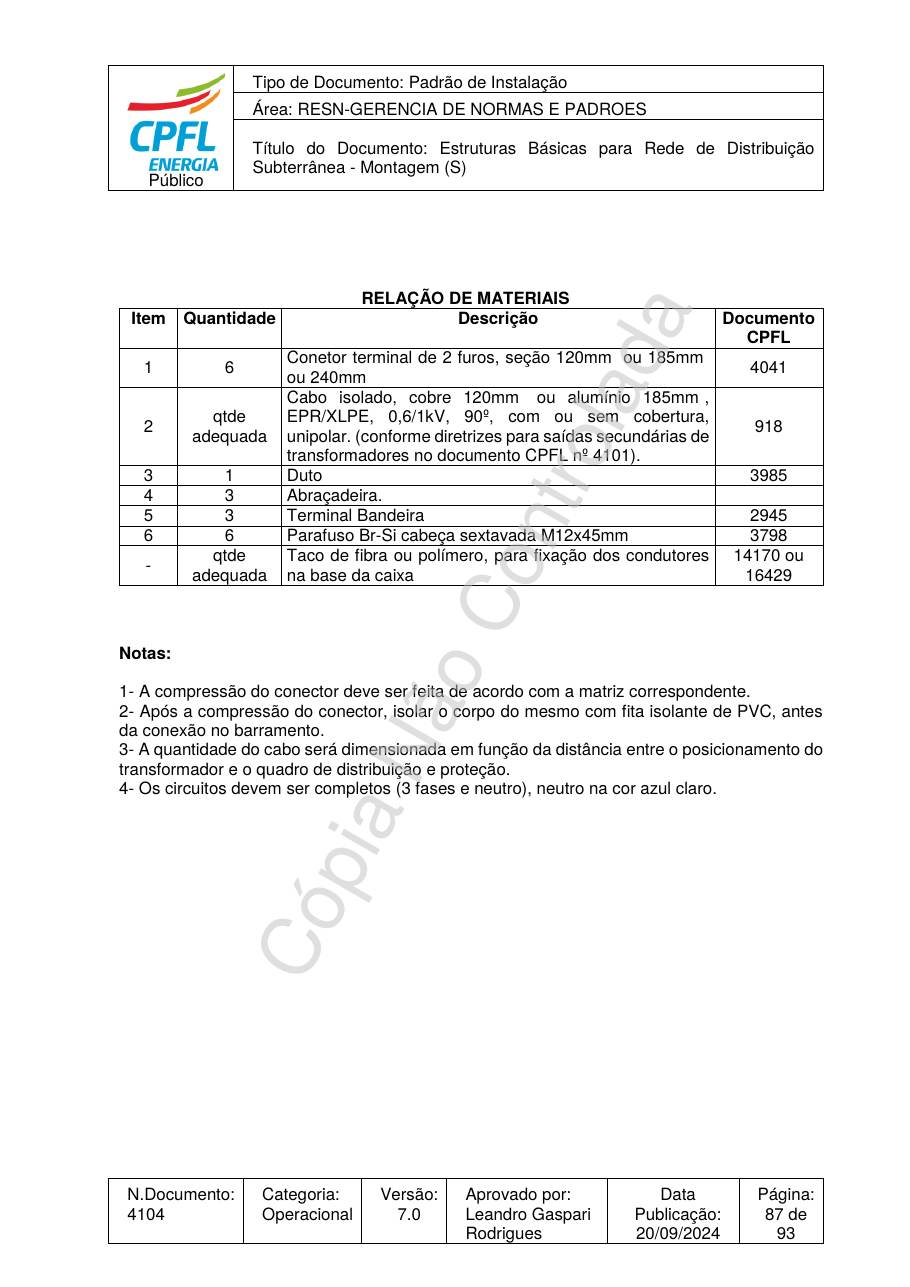 CPFL
ENERGIA
Público
Tipo de Documento: Padrão de Instalação
Área: RESN-GERENCIA DE NORMAS E PADROES
Título do Documento: Estruturas Básicas para Rede de Distribuição
Subterrânea - Montagem (S)
RELAÇÃO DE MATERIAIS
Item Quantidade Descrição Documento
CPFL
1 6 Conetor terminal de 2 furos, seção 120mm ou 185mm
ou 240mm 4041
2 qtde
adequada Cabo isolado, cobre 120mm ou alumínio 185mm ,
EPR/XLPE, 0,6/1kV, 90º, com ou sem cobertura,
unipolar. (conforme diretrizes para saídas secundárias de
transformadores no documento CPFL nº 4101). 918
3 1 Duto 3985
4 3 Abraçadeira.
5 3 Terminal Bandeira 2945
6 6 Parafuso Br-Si cabeça sextavada M12x45mm 3798
- qtde
adequada Taco de fibra ou polímero, para fixação dos condutores
na base da caixa 14170 ou
16429
Notas:
1- A compressão do conector deve ser feita de acordo com a matriz correspondente.
2- Após a compressão do conector, isolar o corpo do mesmo com fita isolante de PVC, antes
da conexão no barramento.
3- A quantidade do cabo será dimensionada em função da distância entre o posicionamento do
transformador e o quadro de distribuição e proteção.
4- Os circuitos devem ser completos (3 fases e neutro), neutro na cor azul claro.
Cópia Não Controlada
N.Documento:
4104
Categoria:
Operacional
Versão:
7.0
Aprovado por:
Leandro Gaspari
Rodrigues
Data
Publicação:
20/09/2024
Página:
87 de
93